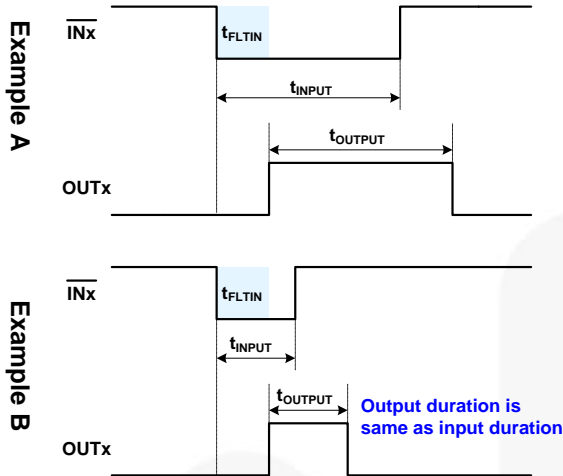 Example A
INx
tFLTIN
tINPUT
tOUTPUT
OUTx
Example B
INx
tFLTIN
tINPUT
tOUTPUT
Output duration is
same as input duration
OUTx